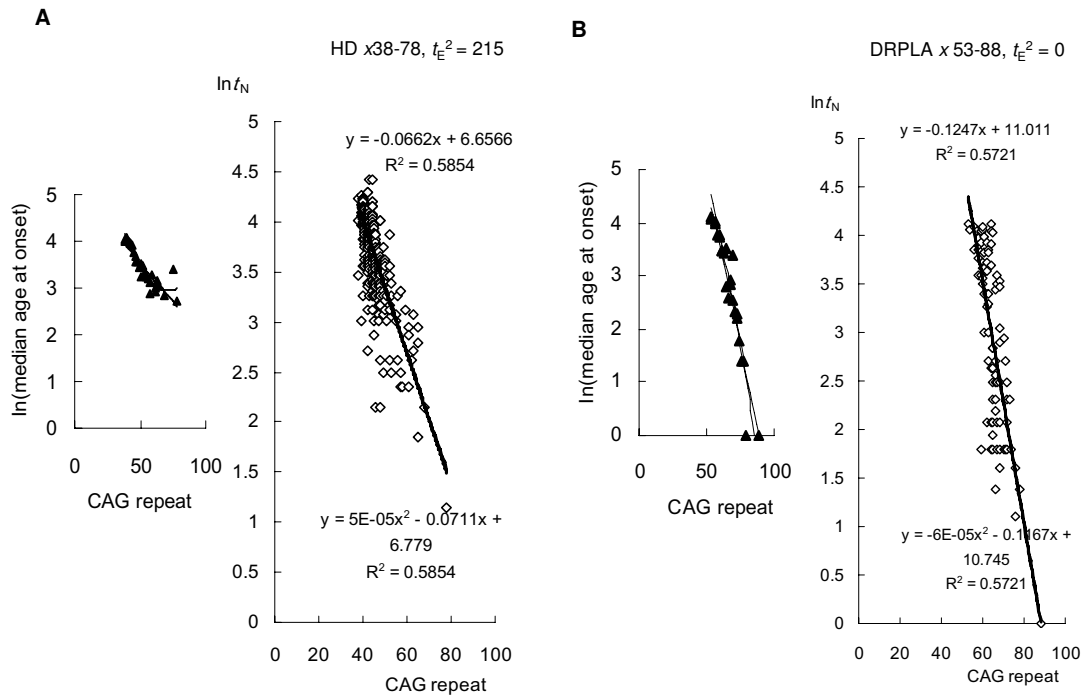 A
HD x38-78, tE² = 215
ln tN
5
4.5
4
3.5
3
2.5
2
1.5
1
0.5
0
0 20 40 60 80 100
CAG repeat
y = -0.0662x + 6.6566
R² = 0.5854
y = 5E-05x² - 0.0711x +
6.779
R² = 0.5854
ln(median age at onset)
5
4
3
2
1
0
0 50 100
CAG repeat
B
DRPLA x 53-88, tE² = 0
ln tN
5
4.5
4
3.5
3
2.5
2
1.5
1
0.5
0
0 20 40 60 80 100
CAG repeat
y = -0.1247x + 11.011
R² = 0.5721
y = -6E-05x² - 0.1167x +
10.745
R² = 0.5721
ln(median age at onset)
5
4
3
2
1
0
0 50 100
CAG repeat